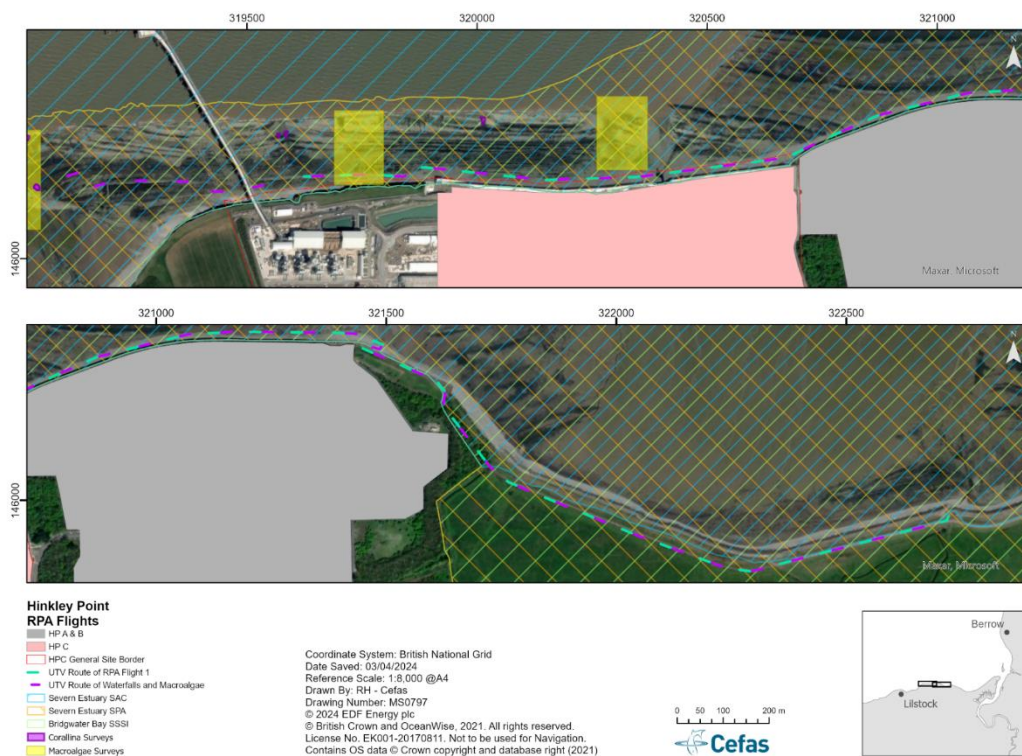 319500 320000 320500 321000
N
146000
Maxar, Microsoft
321000 321500 322000 322500
N
146000
Maxar, Microsoft
Hinkley Point
RPA Flights
HP A & B
HP C
HPC General Site Border
UTV Route of RPA Flight 1
UTV Route of Waterfalls and Macroalgae
Severn Estuary SAC
Severn Estuary SPA
Bridgwater Bay SSSI
Corallina Surveys
Macroalgae Surveys
Coordinate System: British National Grid
Date Saved: 03/04/2024
Reference Scale: 1:8,000 @A4
Drawn By: RH - Cefas
Drawing Number: MS0797
© 2024 EDF Energy plc
© British Crown and OceanWise, 2021. All rights reserved.
License No. EK001-20170811. Not to be used for Navigation.
Contains OS data © Crown copyright and database right (2021)
0 50 100 200 m
Cefas
Berrow
Lilstock